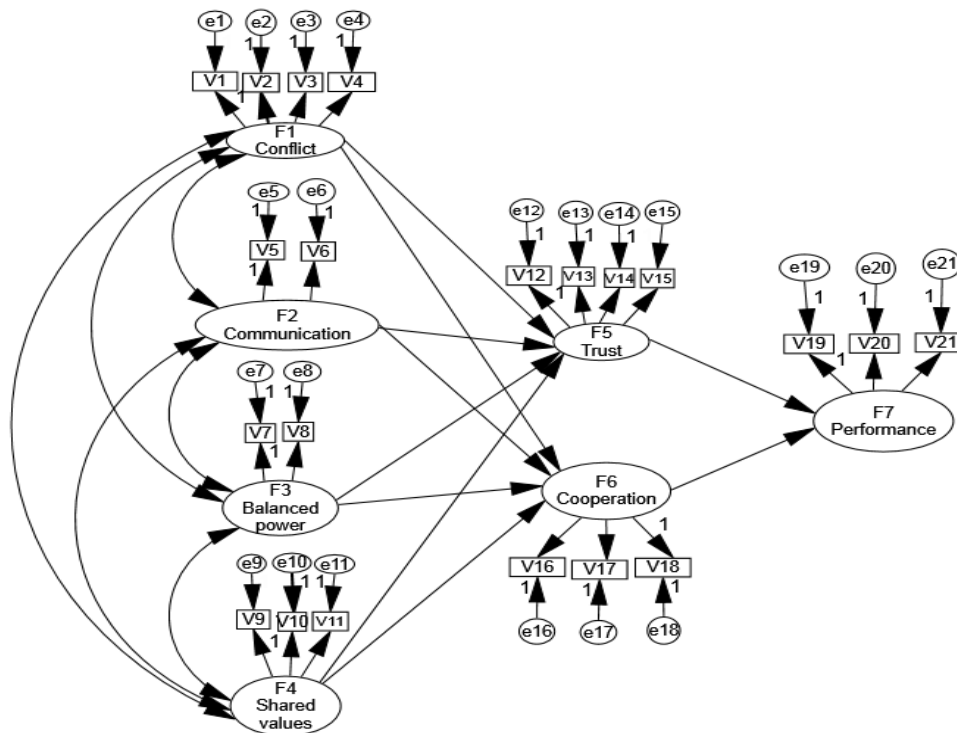 e1 e2 e3 e4
1 1 1
V1 V2 V3 V4
1
F1
Conflict
e5 e6
1 1
V5 V6
1
F2
Communication
e7 e8
1 1
V7 V8
1
F3
Balanced
power
e9 e10 e11
1 1
V9 V10 V11
1
F4
Shared
values
e12 e13 e14 e15
1 1 1
V12 V13 V14 V15
1
F5
Trust
F6
Cooperation
1
V16 V17 V18
1 1 1
e16 e17 e18
e19 e20 e21
1 1 1
V19 V20 V21
1
F7
Performance